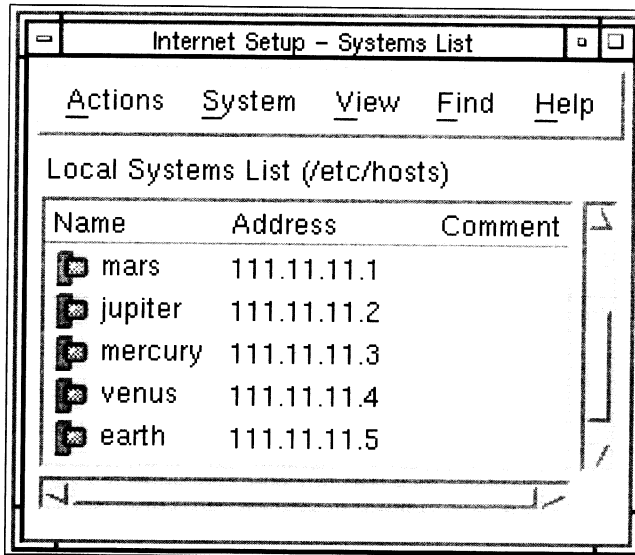 Internet Setup – Systems List
Actions System View Find Help
Local Systems List (/etc/hosts)
Name Address Comment
mars 111.11.11.1
jupiter 111.11.11.2
mercury 111.11.11.3
venus 111.11.11.4
earth 111.11.11.5